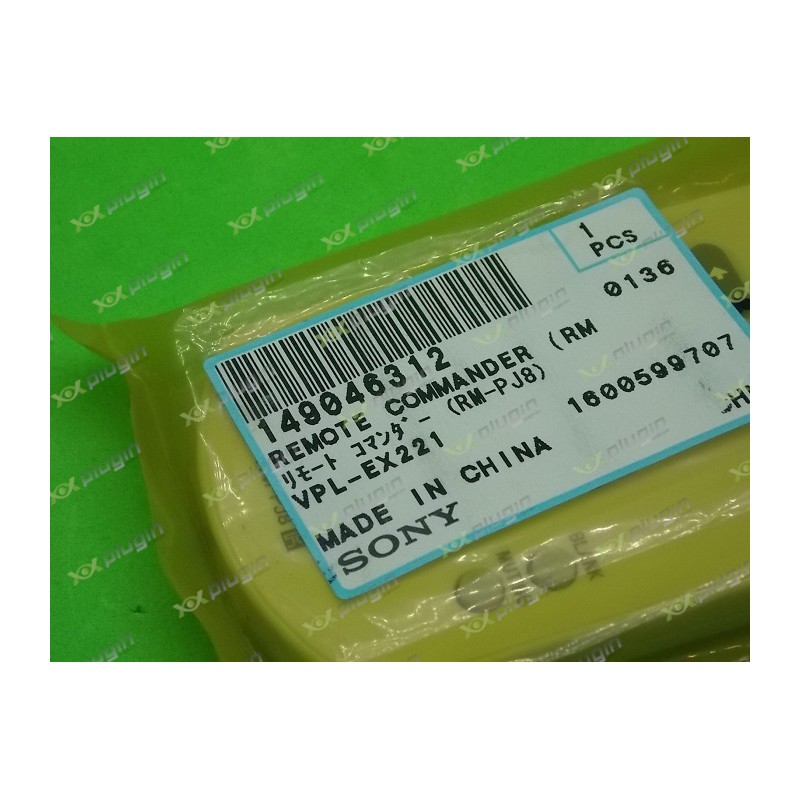 1
PCS
149046312
0136
REMOTE COMMANDER (RM
リモート コマンダー (RM-PJ8)
1600599707
VPL-EX221
MADE IN CHINA
SONY
plugin